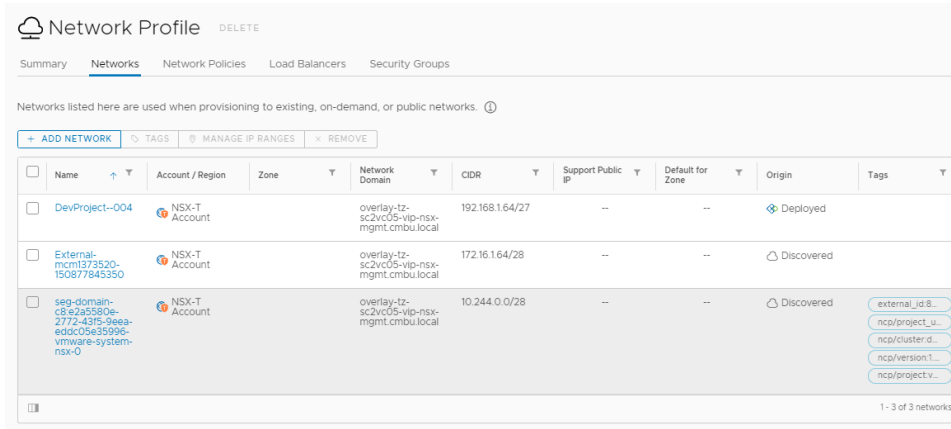 Network Profile DELETE
Summary Networks Network Policies Load Balancers Security Groups
Networks listed here are used when provisioning to existing, on-demand, or public networks.
+ ADD NETWORK TAGS MANAGE IP RANGES × REMOVE
Name Account / Region Zone Network Domain CIDR Support Public IP Default for Zone Origin Tags
DevProject--004 NSX-T Account overlay-tz-sc2vc05-vip-nsx-mgmt.cmbu.local 192.168.1.64/27 -- -- Deployed
External-mcm1373520-150877845350 NSX-T Account overlay-tz-sc2vc05-vip-nsx-mgmt.cmbu.local 172.16.1.64/28 -- -- Discovered
seg-domain-c8:e2a5580e-2772-43f5-9eea-eddc05e35996-vmware-system-nsx-0 NSX-T Account overlay-tz-sc2vc05-vip-nsx-mgmt.cmbu.local 10.244.0.0/28 -- -- Discovered
external_id:8...
ncp/project_u...
ncp/cluster:d...
ncp/version:1....
ncp/project:v...
1 - 3 of 3 networks